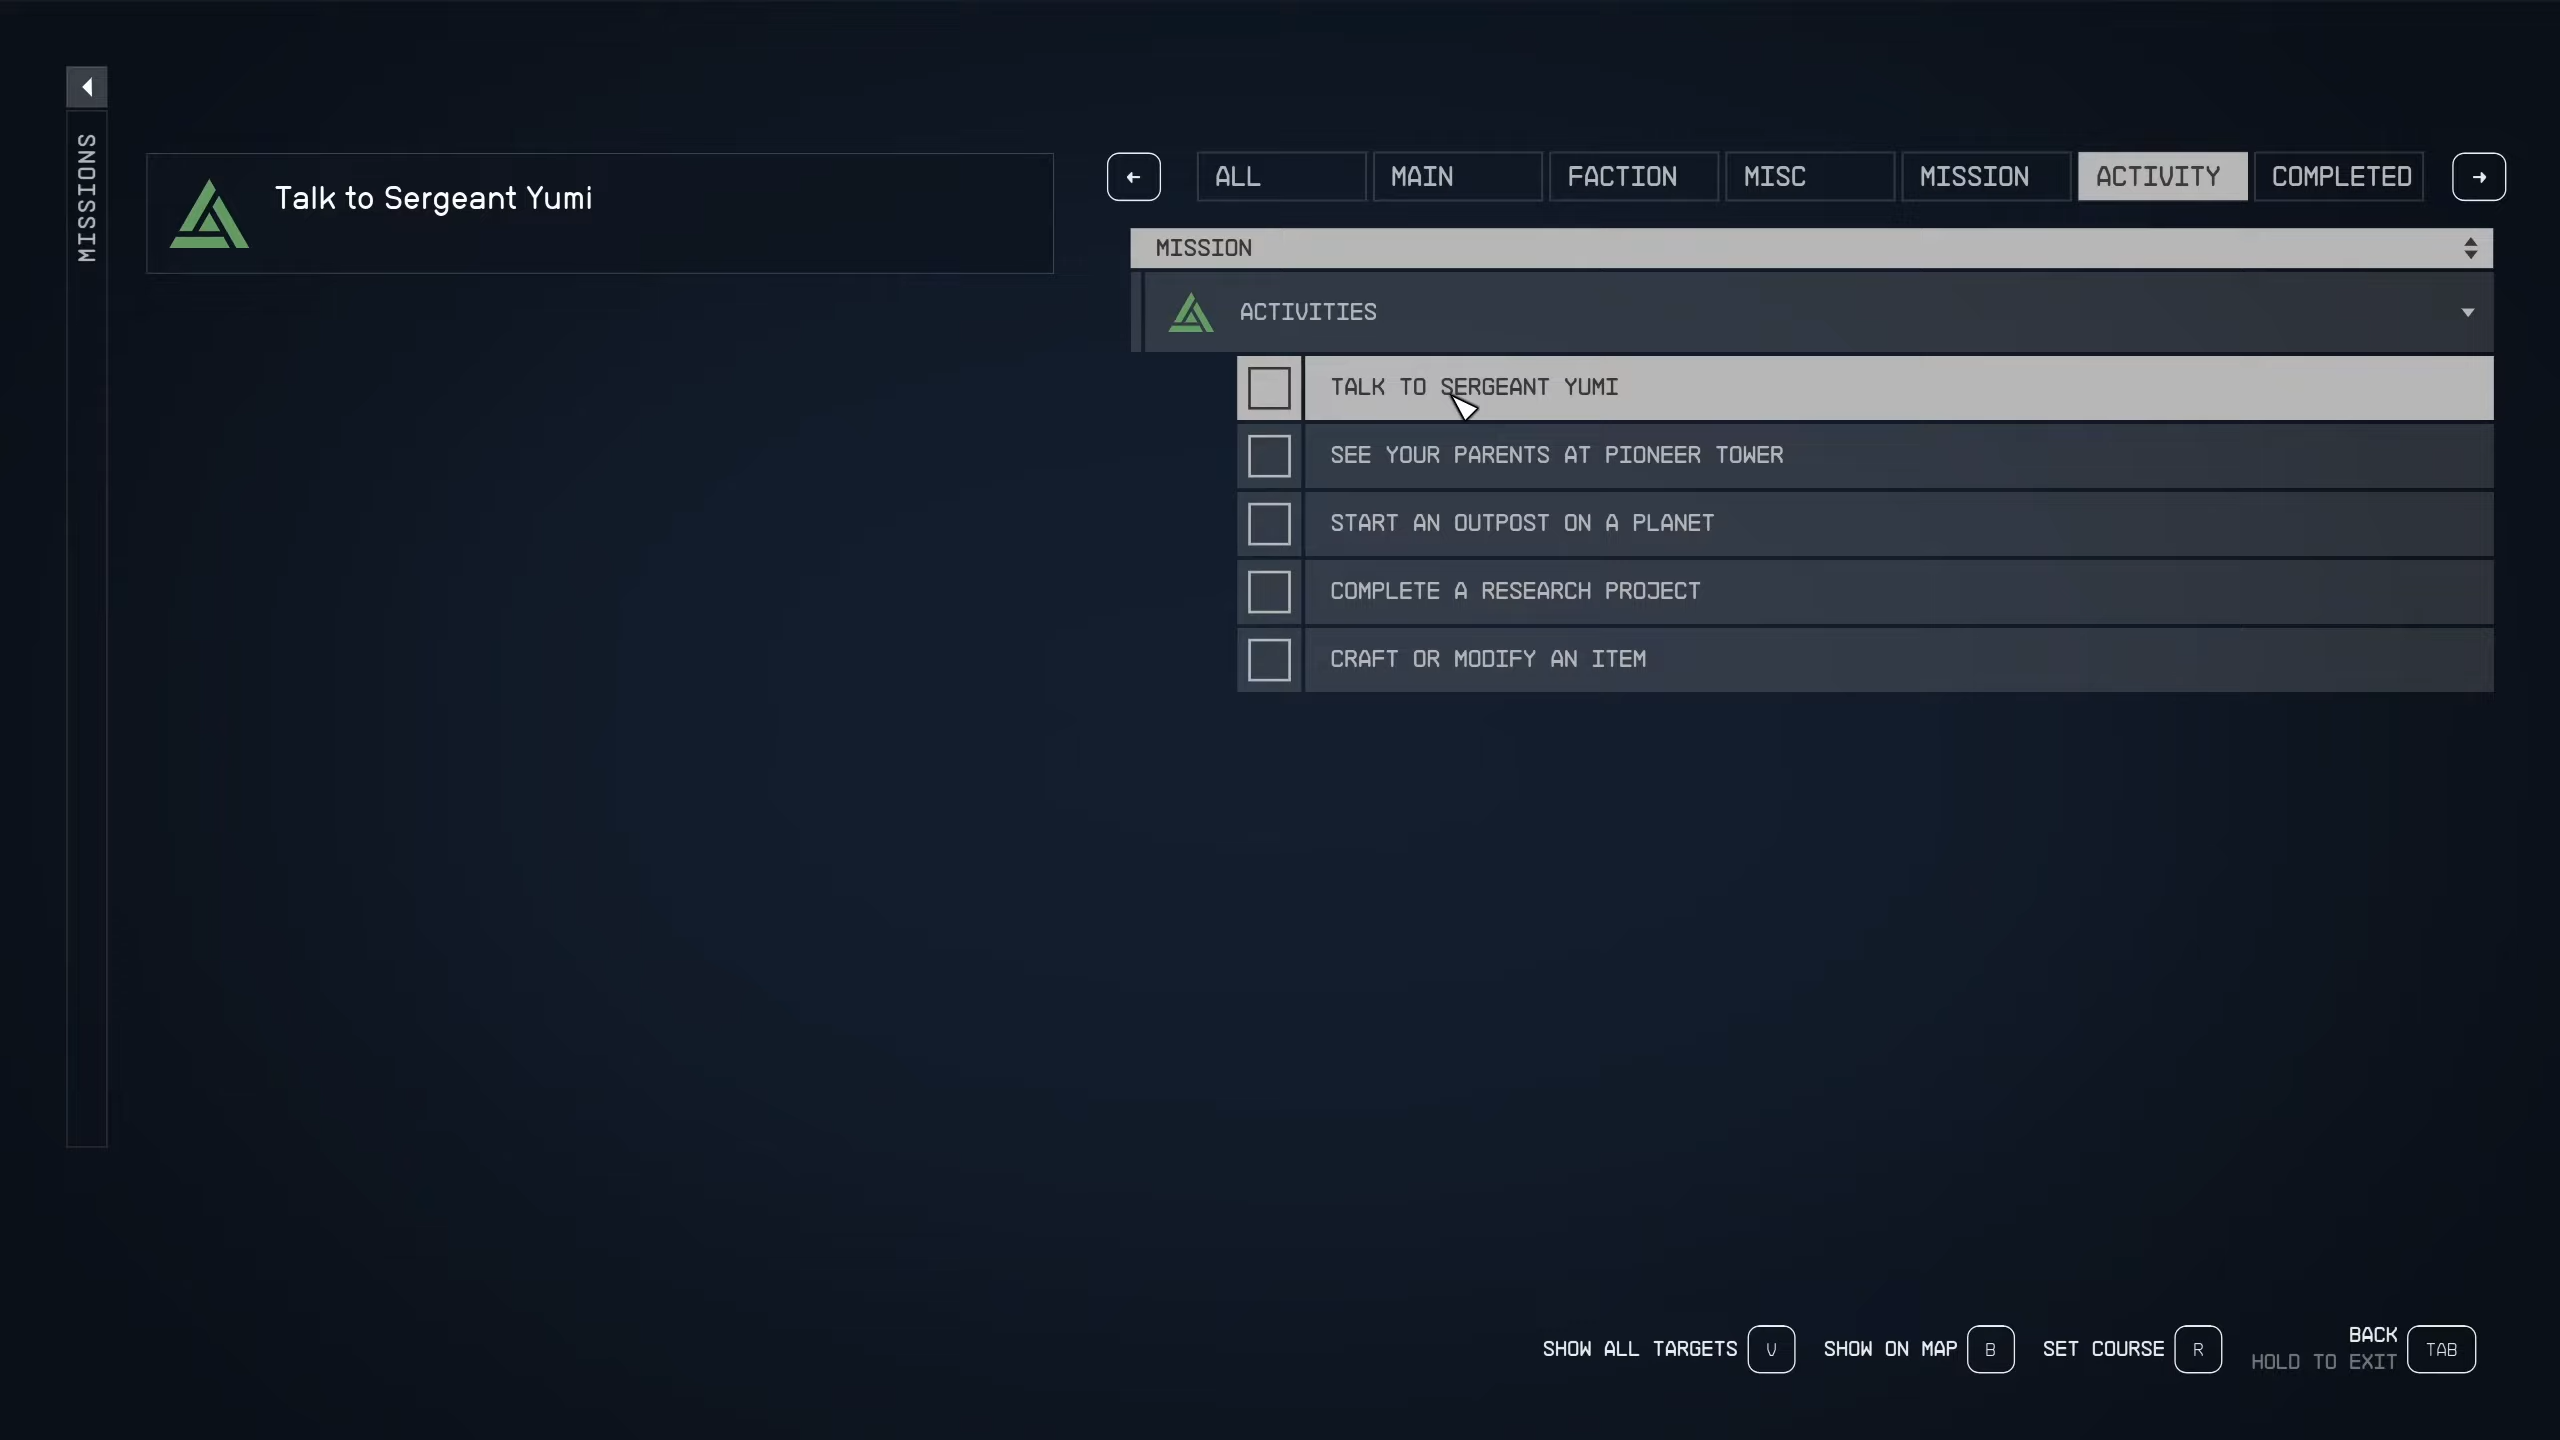 MISSIONS
Talk to Sergeant Yumi
ALL
MAIN
FACTION
MISC
MISSION
ACTIVITY
COMPLETED
MISSION
ACTIVITIES
TALK TO SERGEANT YUMI
SEE YOUR PARENTS AT PIONEER TOWER
START AN OUTPOST ON A PLANET
COMPLETE A RESEARCH PROJECT
CRAFT OR MODIFY AN ITEM
SHOW ALL TARGETS V
SHOW ON MAP B
SET COURSE R
BACK
HOLD TO EXIT
TAB